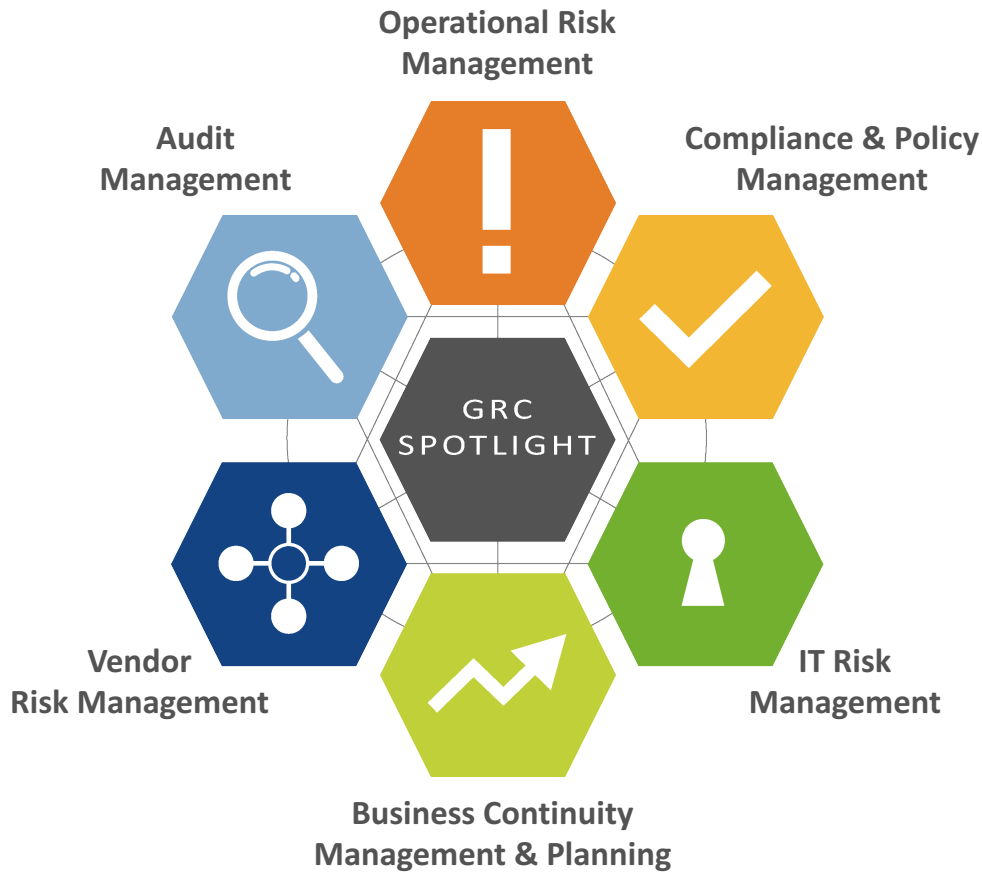 Operational Risk
Management
Audit
Management
Compliance & Policy
Management
GRC
SPOTLIGHT
Vendor
Risk Management
IT Risk
Management
Business Continuity
Management & Planning